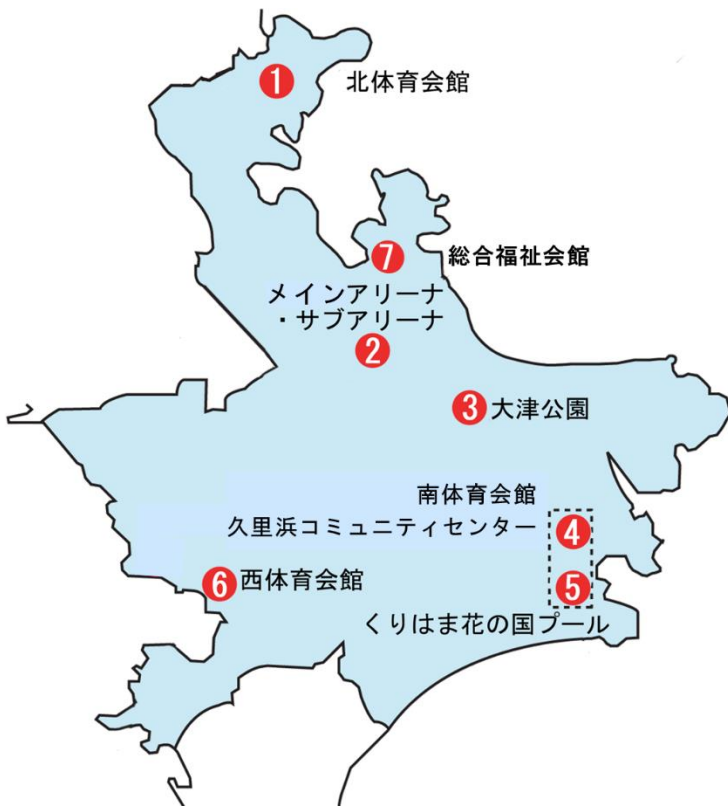 1 北体育会館
7 総合福祉会館
メインアリーナ
・サブアリーナ
2
3 大津公園
南体育会館
久里浜コミュニティセンター 4
6 西体育会館
5
くりはま花の国プール